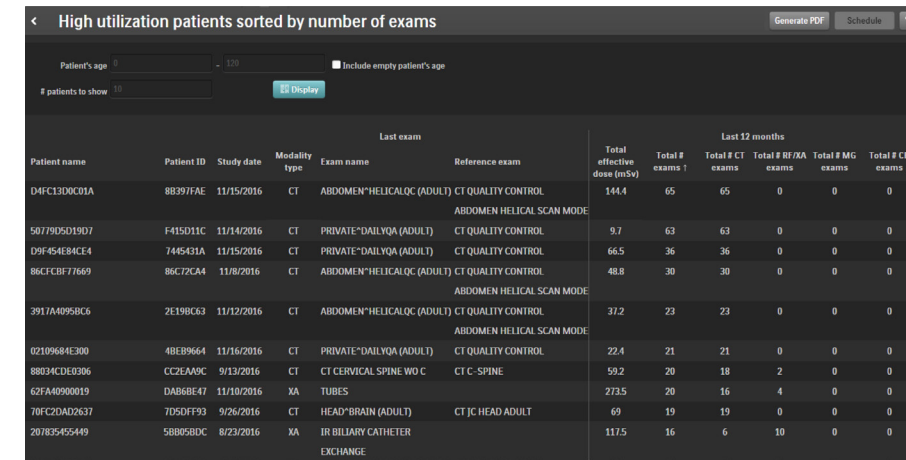 ‹ High utilization patients sorted by number of exams Generate PDF Schedule
Patient's age 0 - 120 Include empty patient's age
# patients to show 10 Display
Last exam Last 12 months
Patient name Patient ID Study date Modality type Exam name Reference exam Total effective dose (mSv) Total # exams ↑ Total # CT exams Total # RF/XA exams Total # MG exams Total # C exams
D4FC13D0C01A 8B397FAE 11/15/2016 CT ABDOMEN^HELICALQC (ADULT) CT QUALITY CONTROL 144.4 65 65 0 0 0
ABDOMEN HELICAL SCAN MODE
50779D5D19D7 F415D11C 11/14/2016 CT PRIVATE^DAILYQA (ADULT) CT QUALITY CONTROL 9.7 63 63 0 0 0
D9F454E84CE4 7445431A 11/15/2016 CT PRIVATE^DAILYQA (ADULT) CT QUALITY CONTROL 66.5 36 36 0 0 0
86CFCBF77669 86C72CA4 11/8/2016 CT ABDOMEN^HELICALQC (ADULT) CT QUALITY CONTROL 48.8 30 30 0 0 0
ABDOMEN HELICAL SCAN MODE
3917A4095BC6 2E19BC63 11/12/2016 CT ABDOMEN^HELICALQC (ADULT) CT QUALITY CONTROL 37.2 23 23 0 0 0
ABDOMEN HELICAL SCAN MODE
02109684E300 4BEB9664 11/16/2016 CT PRIVATE^DAILYQA (ADULT) CT QUALITY CONTROL 22.4 21 21 0 0 0
88034CDE0306 CC2EAA9C 9/13/2016 CT CT CERVICAL SPINE WO C CT C-SPINE 59.2 20 18 2 0 0
62FA40900019 DAB6BE47 11/10/2016 XA TUBES 273.5 20 16 4 0 0
70FC2DAD2637 7D5DFF93 9/26/2016 CT HEAD^BRAIN (ADULT) CT JC HEAD ADULT 69 19 19 0 0 0
207835455449 5BB05BDC 8/23/2016 XA IR BILIARY CATHETER 117.5 16 6 10 0 0
EXCHANGE